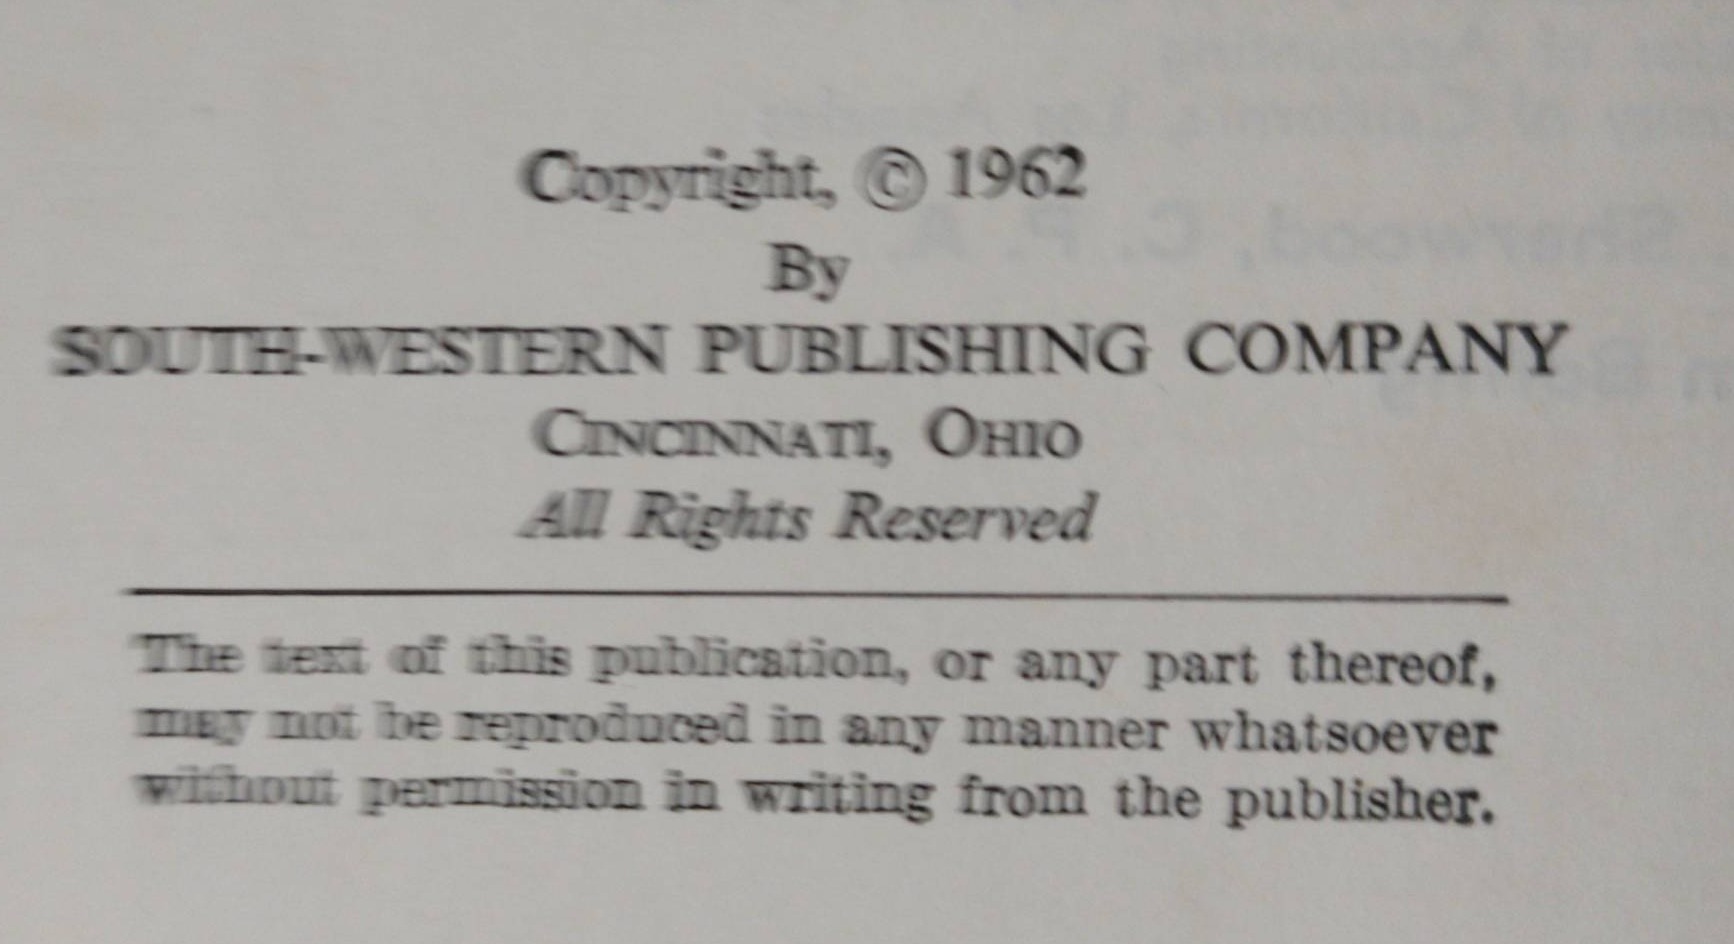 Copyright, © 1962
By
SOUTH-WESTERN PUBLISHING COMPANY
CINCINNATI, OHIO
All Rights Reserved
The text of this publication, or any part thereof,
may not be reproduced in any manner whatsoever
without permission in writing from the publisher.